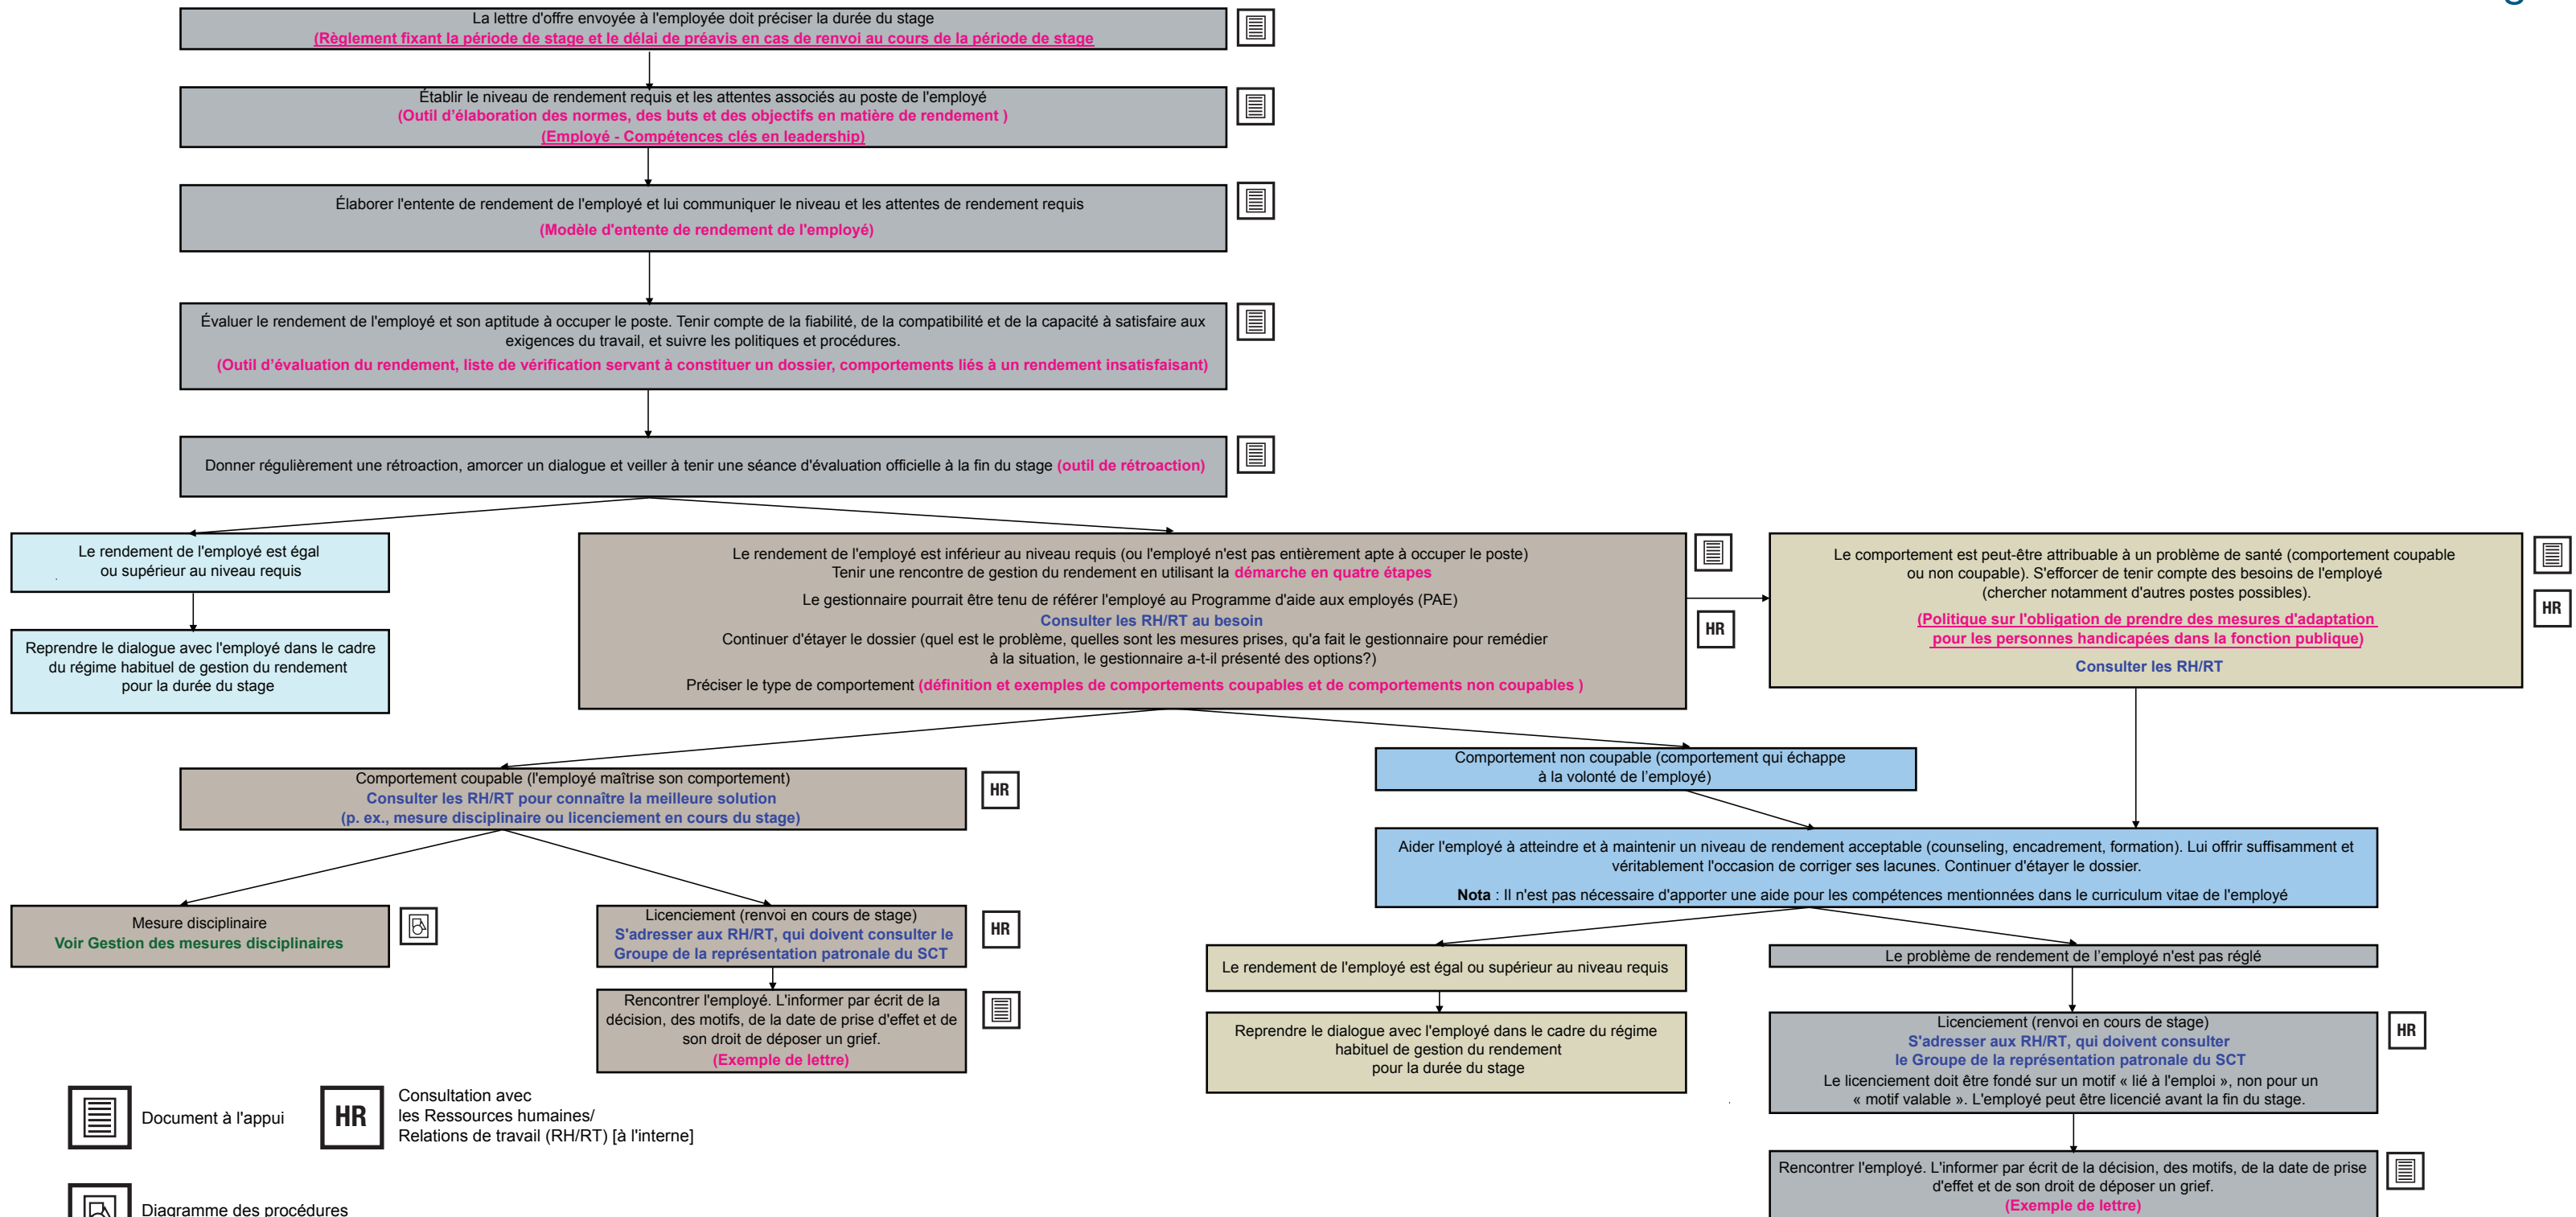 La lettre d'offre envoyée à l'employée doit préciser la durée du stage
(Règlement fixant la période de stage et le délai de préavis en cas de renvoi au cours de la période de stage
Établir le niveau de rendement requis et les attentes associés au poste de l'employé
(Outil d'élaboration des normes, des buts et des objectifs en matière de rendement )
(Employé - Compétences clés en leadership)
Élaborer l'entente de rendement de l'employé et lui communiquer le niveau et les attentes de rendement requis
(Modèle d'entente de rendement de l'employé)
Évaluer le rendement de l'employé et son aptitude à occuper le poste. Tenir compte de la fiabilité, de la compatibilité et de la capacité à satisfaire aux
exigences du travail, et suivre les politiques et procédures.
(Outil d'évaluation du rendement, liste de vérification servant à constituer un dossier, comportements liés à un rendement insatisfaisant)
Donner régulièrement une rétroaction, amorcer un dialogue et veiller à tenir une séance d'évaluation officielle à la fin du stage (outil de rétroaction)
Le rendement de l'employé est égal
ou supérieur au niveau requis
Reprendre le dialogue avec l'employé dans le cadre
du régime habituel de gestion du rendement
pour la durée du stage
Le rendement de l'employé est inférieur au niveau requis (ou l'employé n'est pas entièrement apte à occuper le poste)
Tenir une rencontre de gestion du rendement en utilisant la démarche en quatre étapes
Le gestionnaire pourrait être tenu de référer l'employé au Programme d'aide aux employés (PAE)
Consulter les RH/RT au besoin
Continuer d'étayer le dossier (quel est le problème, quelles sont les mesures prises, qu'a fait le gestionnaire pour remédier
à la situation, le gestionnaire a-t-il présenté des options?)
Préciser le type de comportement (définition et exemples de comportements coupables et de comportements non coupables )
HR
Le comportement est peut-être attribuable à un problème de santé (comportement coupable
ou non coupable). S'efforcer de tenir compte des besoins de l'employé
(chercher notamment d'autres postes possibles).
(Politique sur l'obligation de prendre des mesures d'adaptation
pour les personnes handicapées dans la fonction publique)
Consulter les RH/RT
HR
Comportement coupable (l'employé maîtrise son comportement)
Consulter les RH/RT pour connaître la meilleure solution
(p. ex., mesure disciplinaire ou licenciement en cours du stage)
HR
Comportement non coupable (comportement qui échappe
à la volonté de l'employé)
Aider l'employé à atteindre et à maintenir un niveau de rendement acceptable (counseling, encadrement, formation). Lui offrir suffisamment et
véritablement l'occasion de corriger ses lacunes. Continuer d'étayer le dossier.
Nota : Il n'est pas nécessaire d'apporter une aide pour les compétences mentionnées dans le curriculum vitae de l'employé
Mesure disciplinaire
Voir Gestion des mesures disciplinaires
Licenciement (renvoi en cours de stage)
S'adresser aux RH/RT, qui doivent consulter le
Groupe de la représentation patronale du SCT
HR
Rencontrer l'employé. L'informer par écrit de la
décision, des motifs, de la date de prise d'effet et de
son droit de déposer un grief.
(Exemple de lettre)
Le rendement de l'employé est égal ou supérieur au niveau requis
Reprendre le dialogue avec l'employé dans le cadre du régime
habituel de gestion du rendement
pour la durée du stage
Le problème de rendement de l'employé n'est pas réglé
Licenciement (renvoi en cours de stage)
S'adresser aux RH/RT, qui doivent consulter
le Groupe de la représentation patronale du SCT
Le licenciement doit être fondé sur un motif « lié à l'emploi », non pour un
« motif valable ». L'employé peut être licencié avant la fin du stage.
HR
Rencontrer l'employé. L'informer par écrit de la décision, des motifs, de la date de prise
d'effet et de son droit de déposer un grief.
(Exemple de lettre)
Document à l'appui
HR
Consultation avec
les Ressources humaines/
Relations de travail (RH/RT) [à l'interne]
Diagramme des procédures